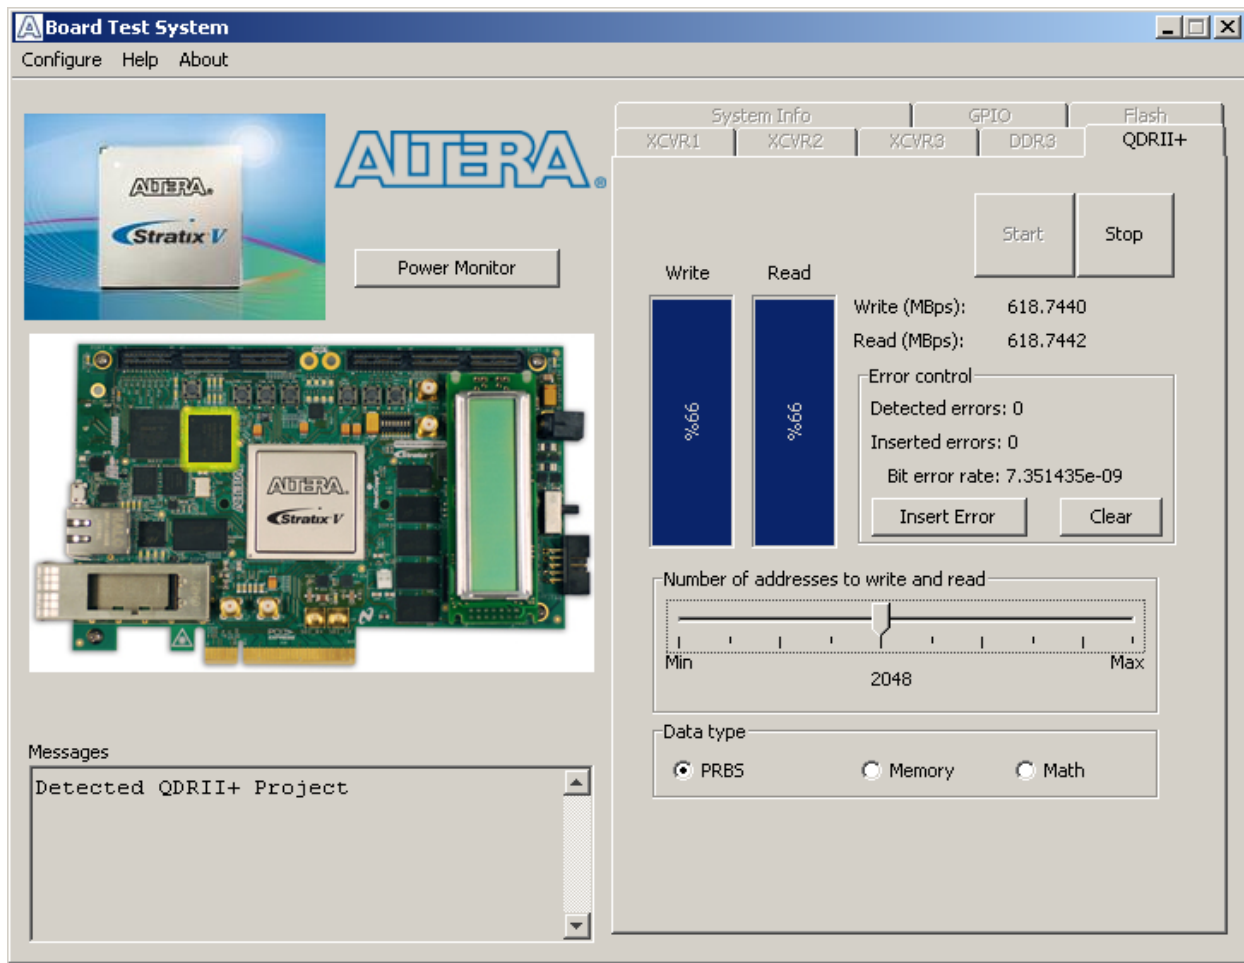 Board Test System
Configure Help About
ALTERA®
Stratix V
ALTERA®
Power Monitor
ALTERA
Stratix V
Messages
Detected QDRII+ Project
System Info GPIO Flash
XCVR1 XCVR2 XCVR3 DDR3 QDRII+
Start Stop
Write Read
99% 99%
Write (MBps): 618.7440
Read (MBps): 618.7442
Error control
Detected errors: 0
Inserted errors: 0
Bit error rate: 7.351435e-09
Insert Error Clear
Number of addresses to write and read
Min Max
2048
Data type
PRBS Memory Math